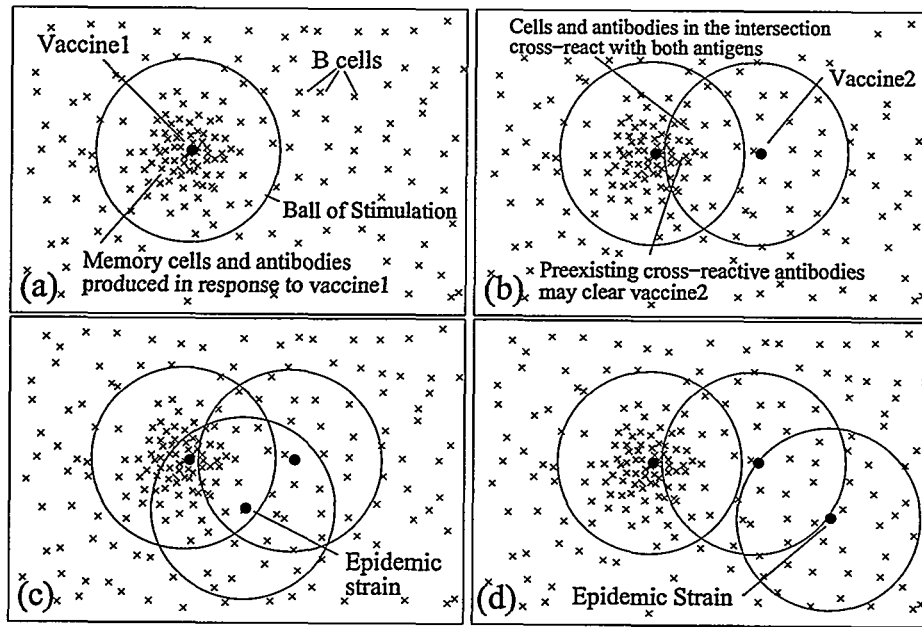 Vaccine1
B cells
Ball of Stimulation
Memory cells and antibodies
produced in response to vaccine1
(a)
Cells and antibodies in the intersection
cross-react with both antigens
Vaccine2
Preexisting cross-reactive antibodies
may clear vaccine2
(b)
Epidemic
strain
(c)
Epidemic Strain
(d)